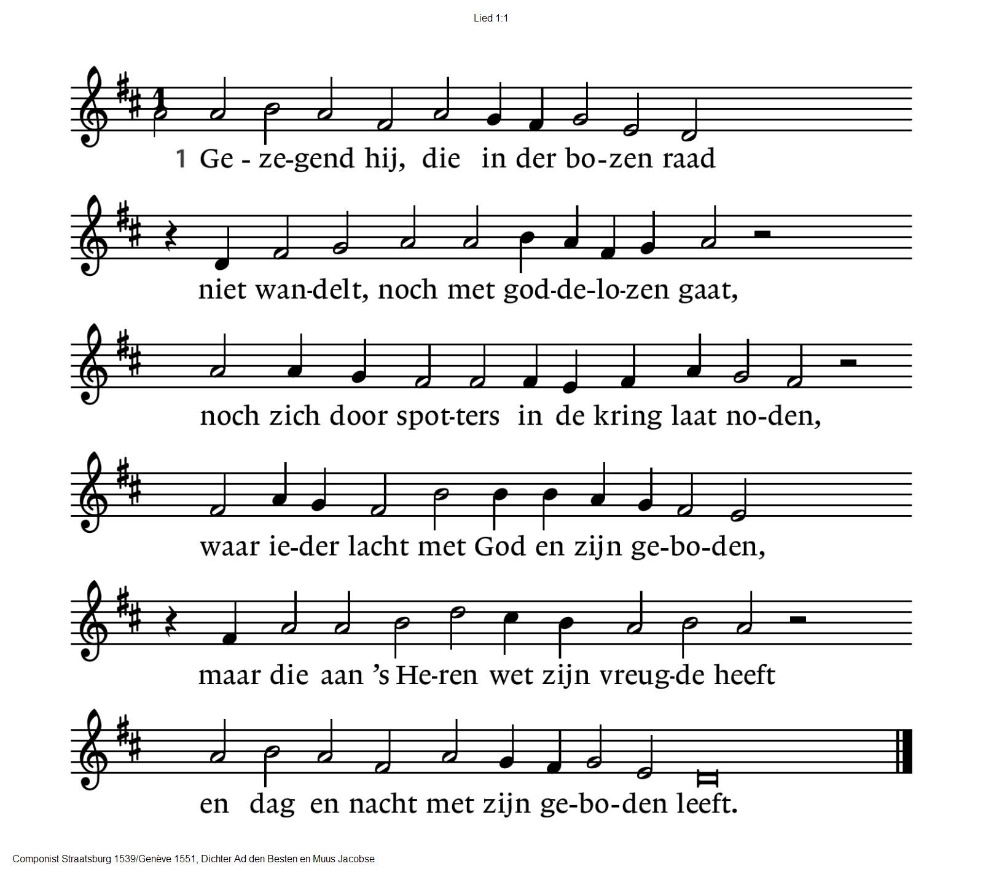 Lied 1:1
1
1 Ge - ze-gend hij, die in der bo-zen raad
niet wan-delt, noch met god-de-lo-zen gaat,
noch zich door spot-ters in de kring laat no-den,
waar ie-der lacht met God en zijn ge-bo-den,
maar die aan ’s He-ren wet zijn vreug-de heeft
en dag en nacht met zijn ge-bo-den leeft.
Componist Straatsburg 1539/Genève 1551, Dichter Ad den Besten en Muus Jacobse